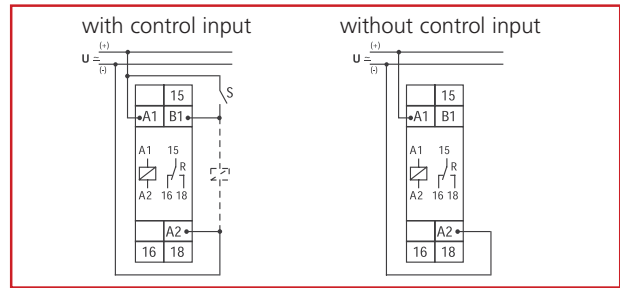 with control input
(+)
U
(-)
S
15
A1 B1
A1 15
R
A2 16 18
A2
16 18
without control input
(+)
U
(-)
15
A1 B1
A1 15
R
A2 16 18
A2
16 18